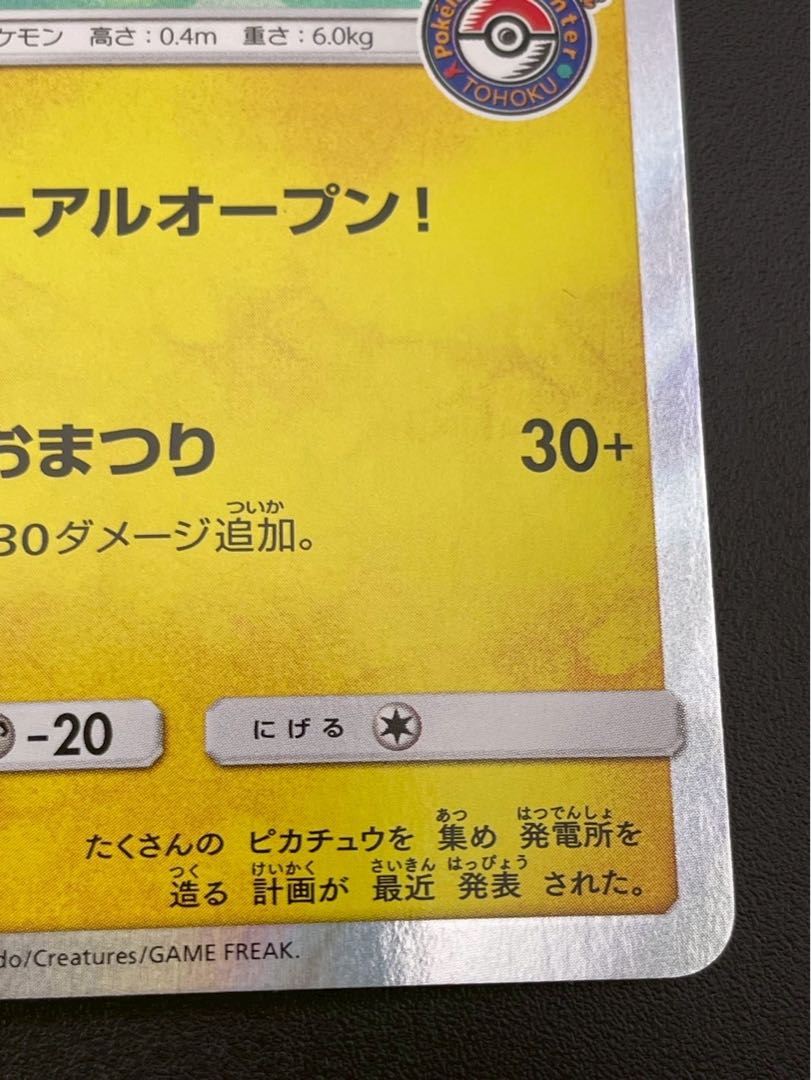 ケモン 高さ：0.4m 重さ：6.0kg
Poké
nter
TOHOKU
ーアルオープン！
おまつり 30+
ついか
30ダメージ追加。
-20
にげる
あつ はつでんしょ
たくさんの ピカチュウを 集め 発電所を
つく けいかく さいきん はっぴょう
造る 計画が 最近 発表 された。
do/Creatures/GAME FREAK.